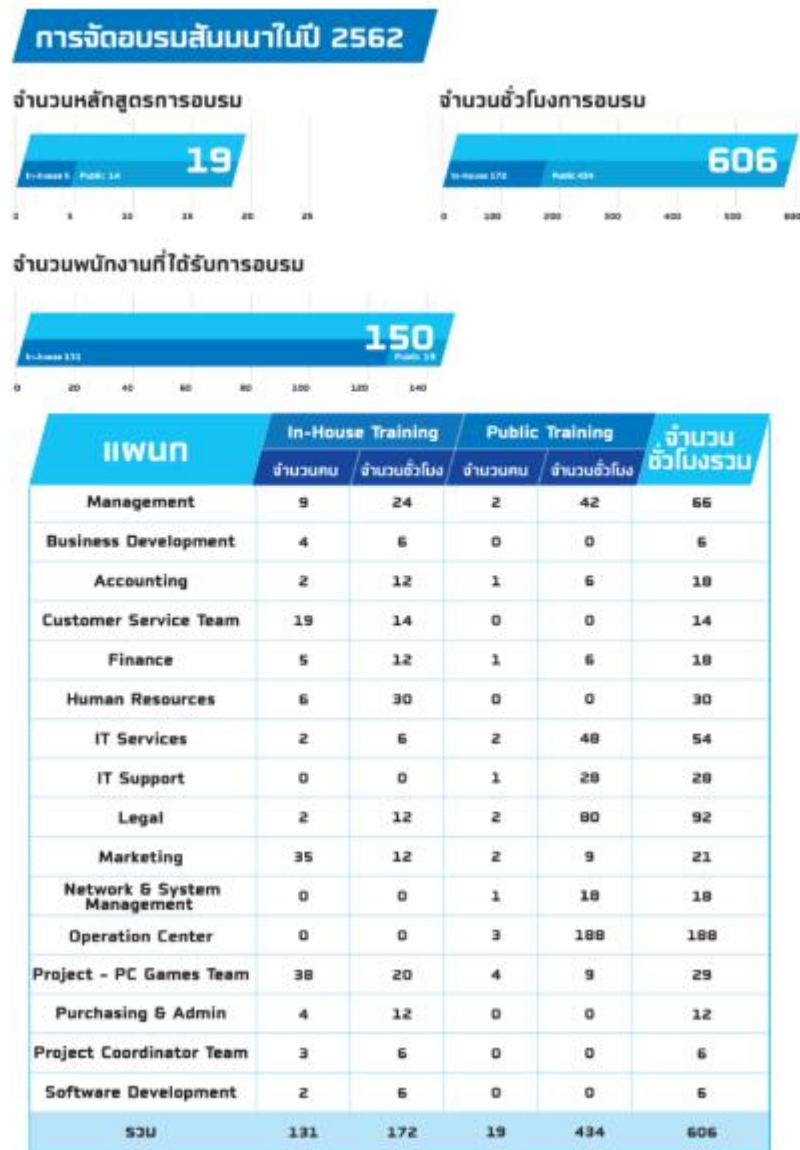 การจัดอบรมสัมมนาในปี 2562
จำนวนหลักสูตรการอบรม
19
In-House 5 Public 14
0 5 10 15 20 25
จำนวนชั่วโมงการอบรม
606
In-House 172 Public 434
0 100 200 300 400 500 600
จำนวนพนักงานที่ได้รับการอบรม
150
In-house 131 Public 19
0 20 40 60 80 100 120 140
แผนก In-House Training Public Training จำนวนชั่วโมงรวม
จำนวนคน จำนวนชั่วโมง จำนวนคน จำนวนชั่วโมง
Management 9 24 2 42 66
Business Development 4 6 0 0 6
Accounting 2 12 1 6 18
Customer Service Team 19 14 0 0 14
Finance 5 12 1 6 18
Human Resources 6 30 0 0 30
IT Services 2 6 2 48 54
IT Support 0 0 1 28 28
Legal 2 12 2 80 92
Marketing 35 12 2 9 21
Network & System Management 0 0 1 18 18
Operation Center 0 0 3 188 188
Project - PC Games Team 38 20 4 9 29
Purchasing & Admin 4 12 0 0 12
Project Coordinator Team 3 6 0 0 6
Software Development 2 6 0 0 6
รวม 131 172 19 434 606